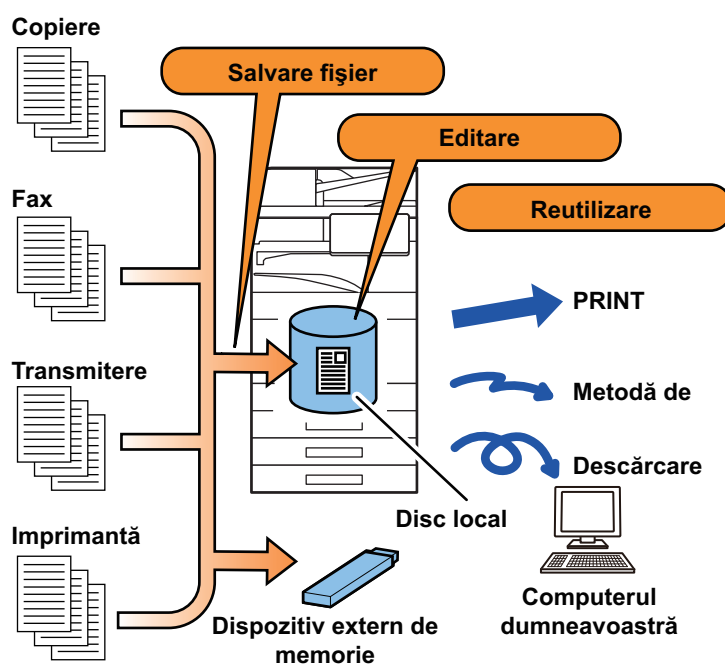 Copiere
Salvare fişier
Editare
Fax
Reutilizare
PRINT
Transmitere
Metodă de
Descărcare
Disc local
Imprimantă
Dispozitiv extern de
memorie
Computerul
dumneavoastră